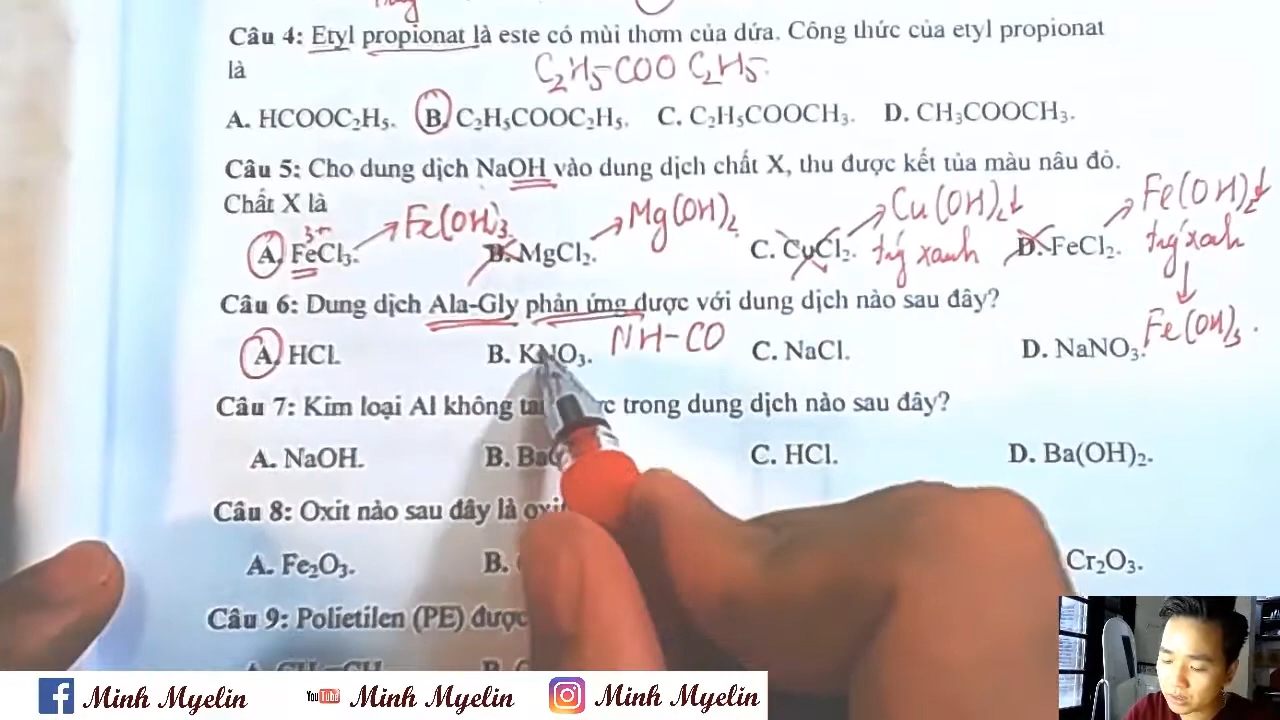 Câu 4: Etyl propionat là este có mùi thơm của dứa. Công thức của etyl propionat
là
C₂H₅-COO C₂H₅.
A. HCOOC₂H₅. B. C₂H₅COOC₂H₅. C. C₂H₅COOCH₃. D. CH₃COOCH₃.
Câu 5: Cho dung dịch NaOH vào dung dịch chất X, thu được kết tủa màu nâu đỏ.
Chất X là
Fe(OH)₃ Mg(OH)₂ Cu(OH)₂↓ Fe(OH)₂↓
3+
A. FeCl₃. B. MgCl₂. C. CuCl₂. xanh D. FeCl₂. xanh
Câu 6: Dung dịch Ala-Gly phản ứng được với dung dịch nào sau đây?
NH-CO Fe(OH)₃.
A. HCl. B. KNO₃. C. NaCl. D. NaNO₃.
Câu 7: Kim loại Al không trong dung dịch nào sau đây?
A. NaOH. B. C. HCl. D. Ba(OH)₂.
Câu 8: Oxit nào sau đây là
A. Fe₂O₃. B. Cr₂O₃.
Câu 9: Polietilen (PE) được
Minh Myelin YouTube Minh Myelin Minh Myelin